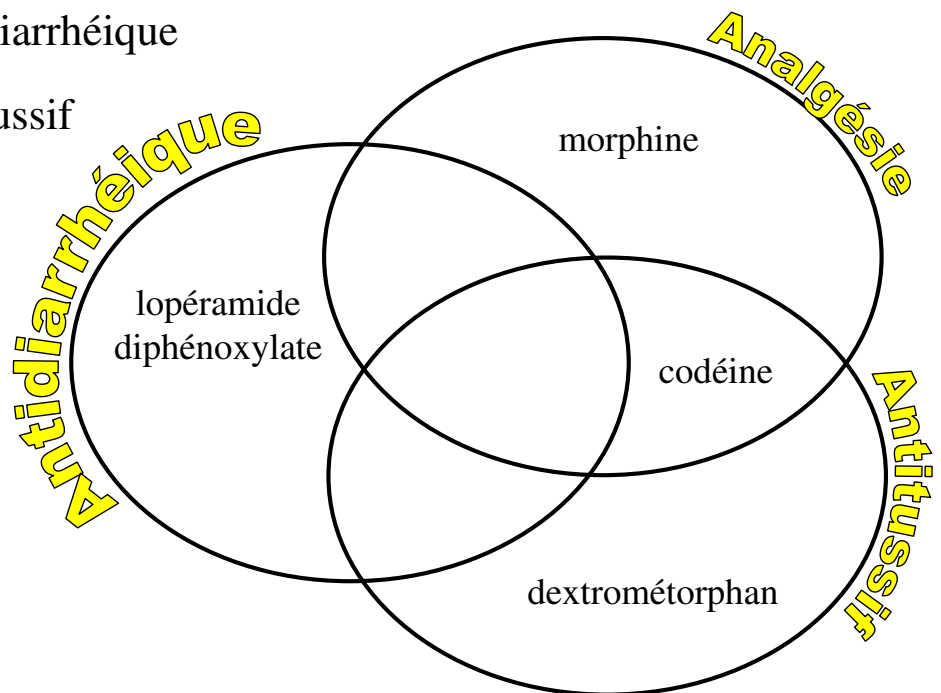 iarrhéique
ussif
Analgésie
morphine
Antidiarrhéique
lopéramide
diphénoxylate
codéine
Antitussif
dextrométorphan